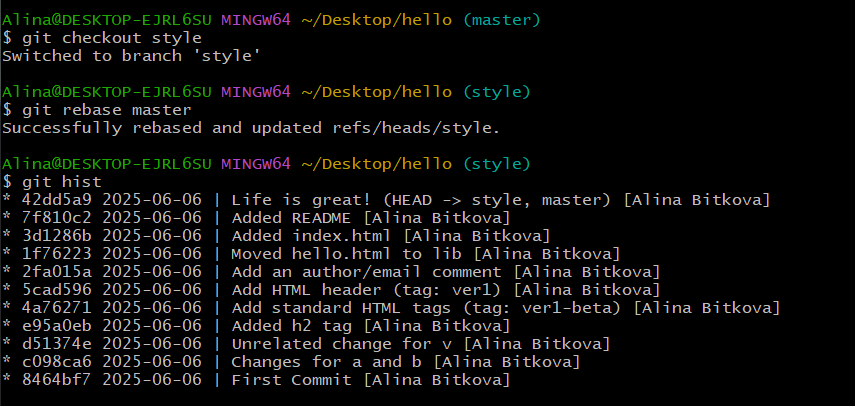 Alina@DESKTOP-EJRL6SU MINGW64 ~/Desktop/hello (master)
$ git checkout style
Switched to branch 'style'
Alina@DESKTOP-EJRL6SU MINGW64 ~/Desktop/hello (style)
$ git rebase master
Successfully rebased and updated refs/heads/style.
Alina@DESKTOP-EJRL6SU MINGW64 ~/Desktop/hello (style)
$ git hist
* 42dd5a9 2025-06-06 | Life is great! (HEAD -> style, master) [Alina Bitkova]
* 7f810c2 2025-06-06 | Added README [Alina Bitkova]
* 3d1286b 2025-06-06 | Added index.html [Alina Bitkova]
* 1f76223 2025-06-06 | Moved hello.html to lib [Alina Bitkova]
* 2fa015a 2025-06-06 | Add an author/email comment [Alina Bitkova]
* 5cad596 2025-06-06 | Add HTML header (tag: ver1) [Alina Bitkova]
* 4a76271 2025-06-06 | Add standard HTML tags (tag: ver1-beta) [Alina Bitkova]
* e95a0eb 2025-06-06 | Added h2 tag [Alina Bitkova]
* d51374e 2025-06-06 | Unrelated change for v [Alina Bitkova]
* c098ca6 2025-06-06 | Changes for a and b [Alina Bitkova]
* 8464bf7 2025-06-06 | First Commit [Alina Bitkova]